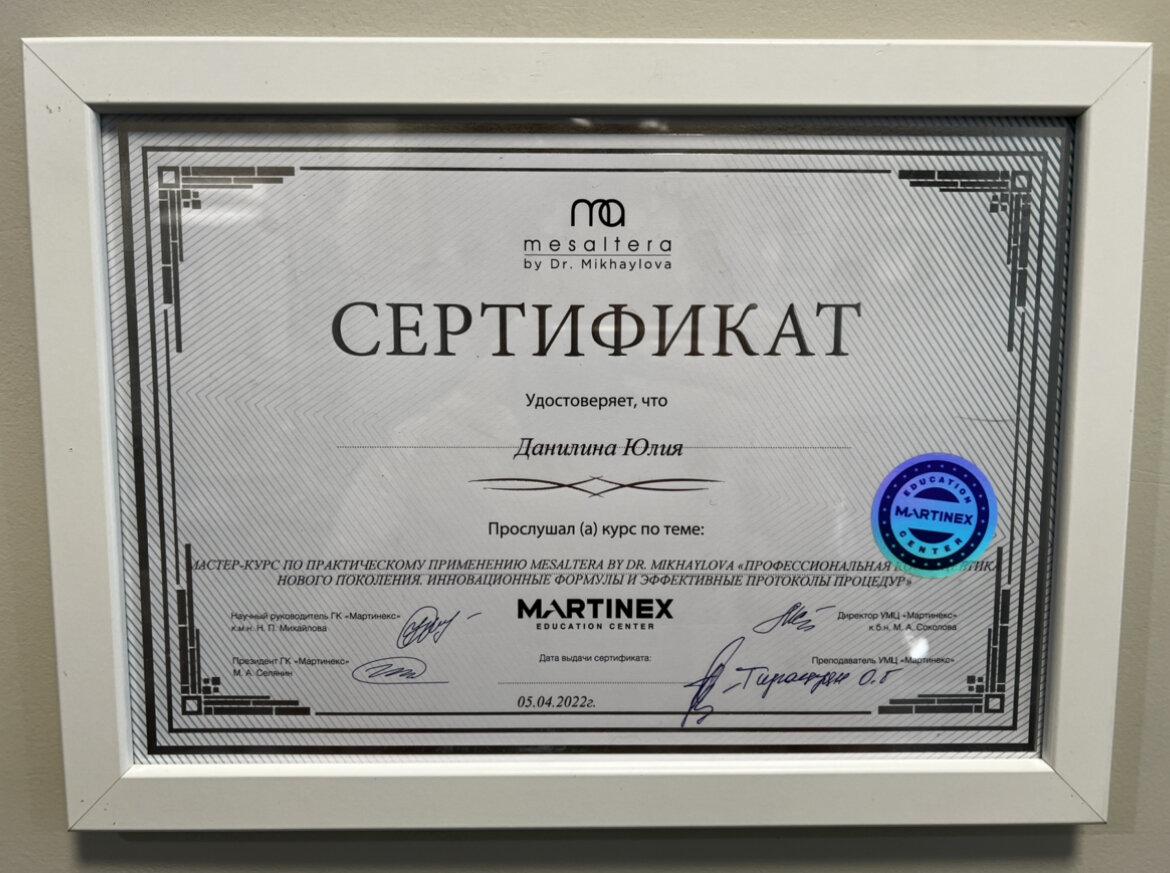 ma
mesaltera
by Dr. Mikhaylova
СЕРТИФИКАТ
Удостоверяет, что
Данилина Юлия
Прослушал (а) курс по теме:
МАСТЕР-КУРС ПО ПРАКТИЧЕСКОМУ ПРИМЕНЕНИЮ MESALTERA BY DR. MIKHAYLOVA «ПРОФЕССИОНАЛЬНАЯ
НОВОГО ПОКОЛЕНИЯ. ИННОВАЦИОННЫЕ ФОРМУЛЫ И ЭФФЕКТИВНЫЕ ПРОТОКОЛЫ ПРОЦЕДУР»
EDUCATION
MARTINEX
CENTER
Научный руководитель ГК «Мартинекс»
к.м.н. Н. П. Михайлова
MARTINEX
EDUCATION CENTER
Директор УМЦ «Мартинекс»
к.б.н. М. А. Соколова
Президент ГК «Мартинекс»
М. А. Селянин
Дата выдачи сертификата:
05.04.2022г.
Преподаватель УМЦ «Мартинекс»